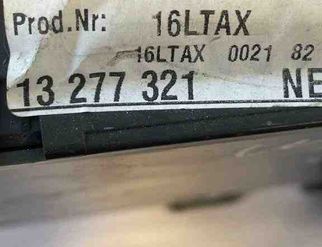 Prod.Nr: 16LTAX
16LTAX 0021 82
13 277 321 NE